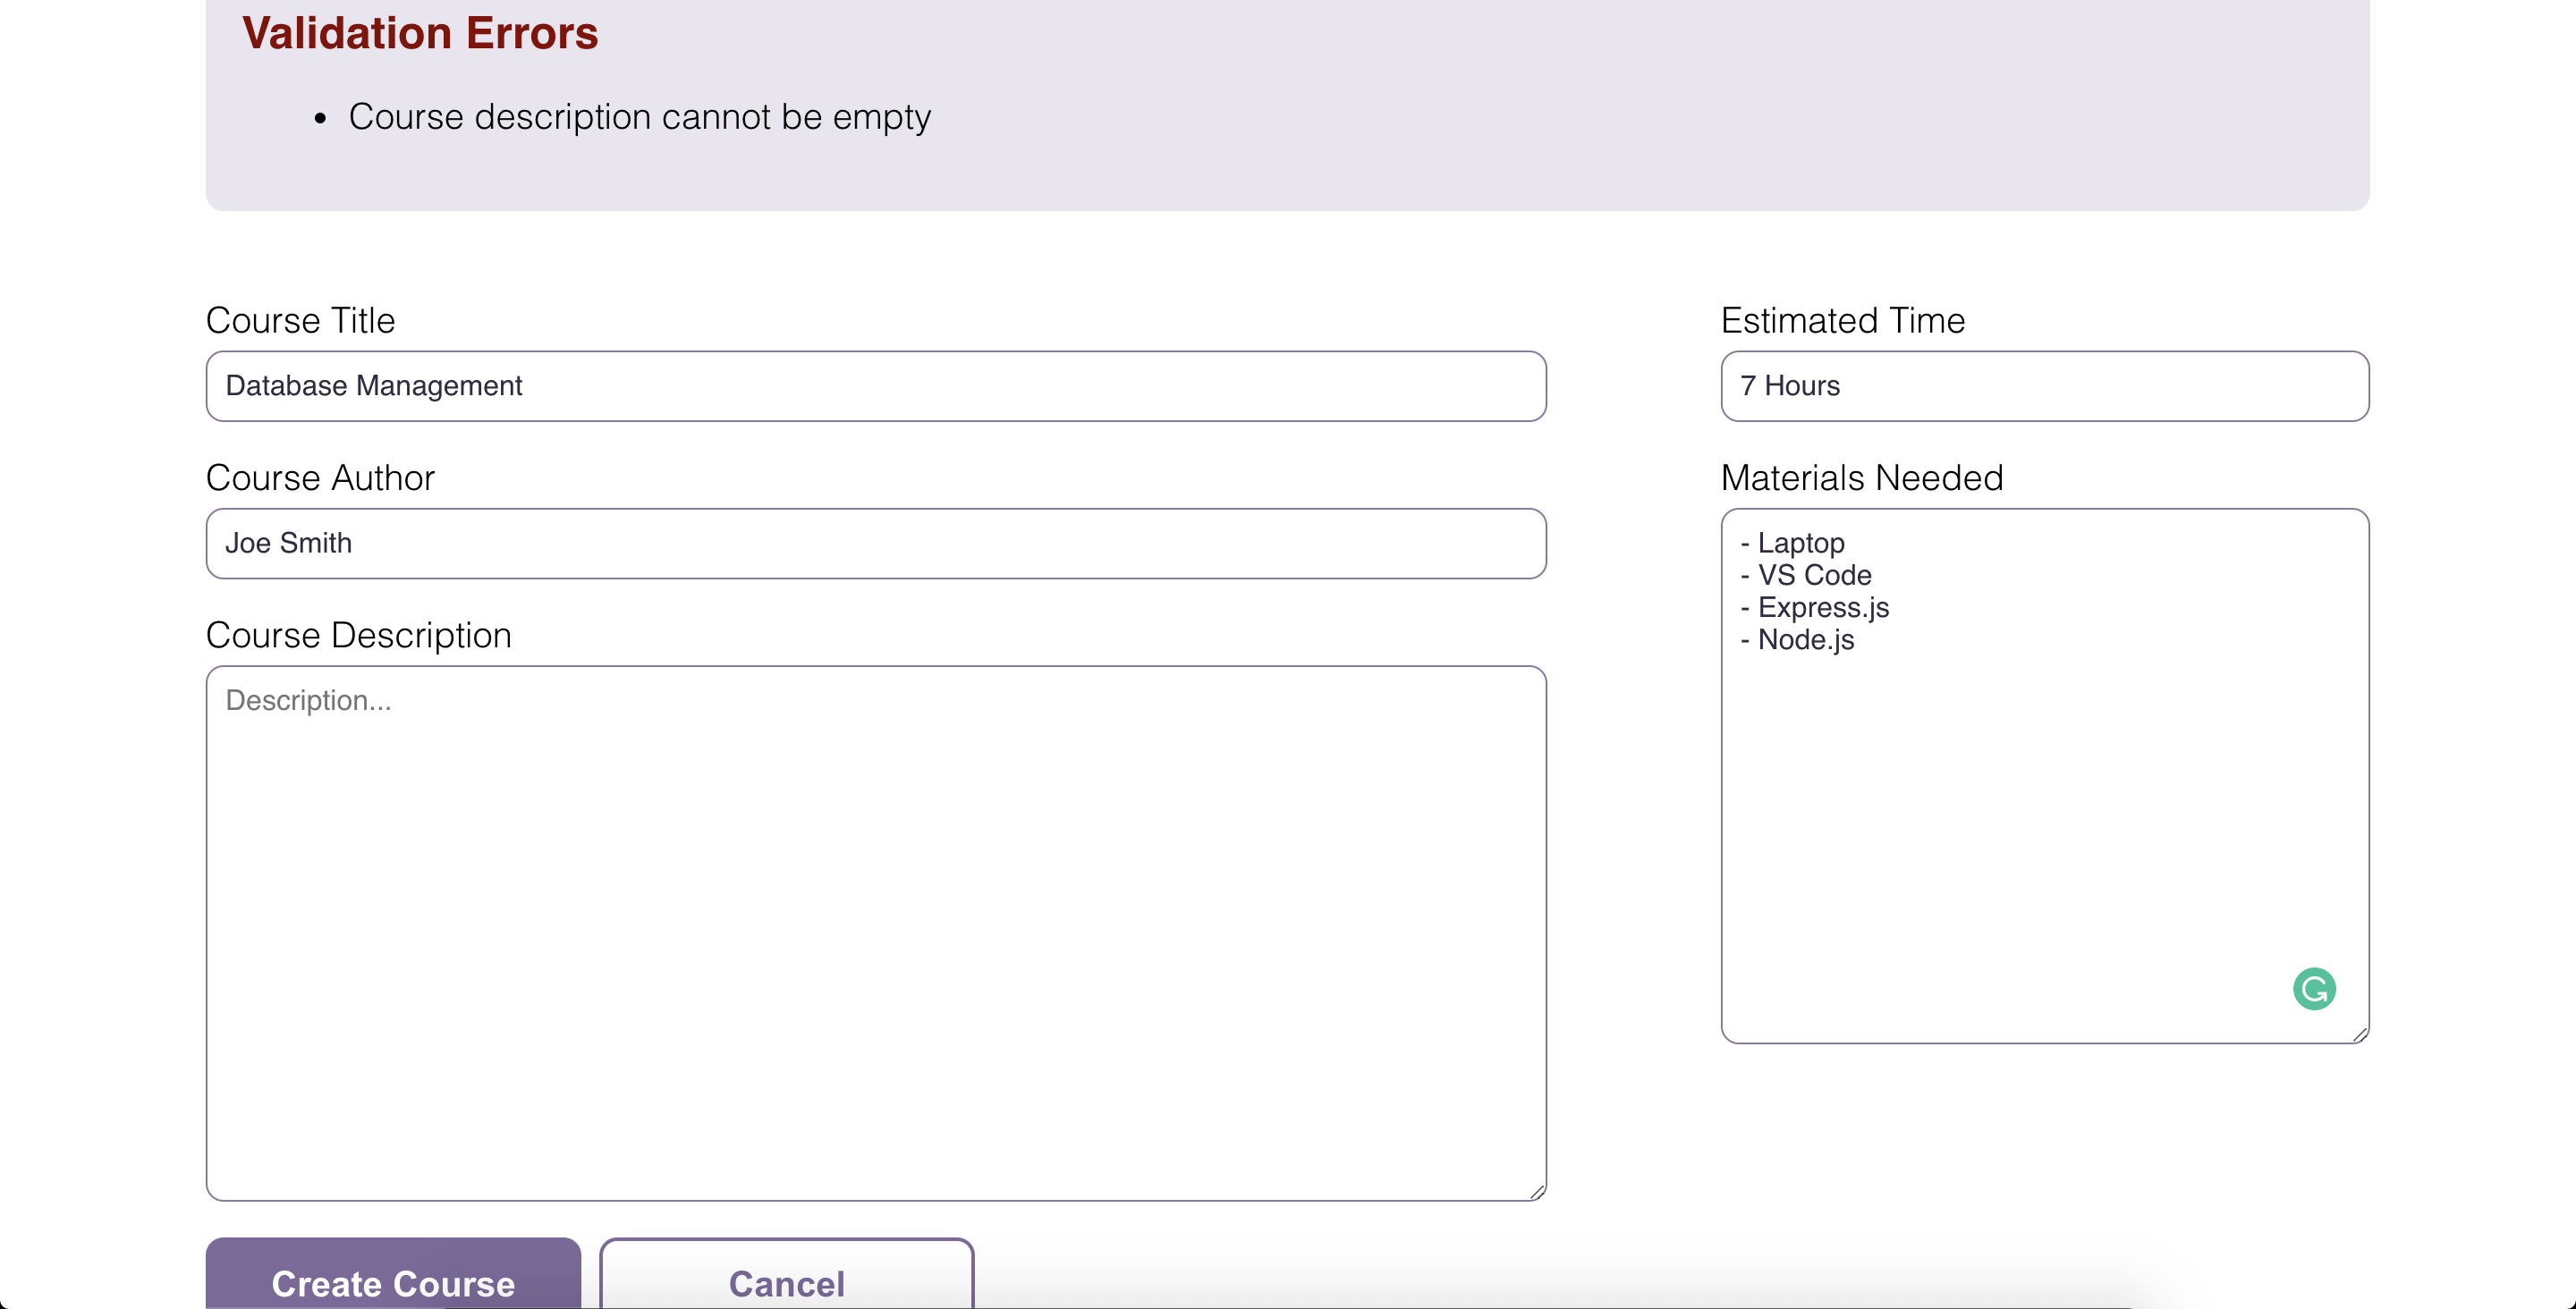 Validation Errors
• Course description cannot be empty
Course Title
Database Management
Course Author
Joe Smith
Course Description
Description...
Estimated Time
7 Hours
Materials Needed
- Laptop
- VS Code
- Express.js
- Node.js
Create Course
Cancel